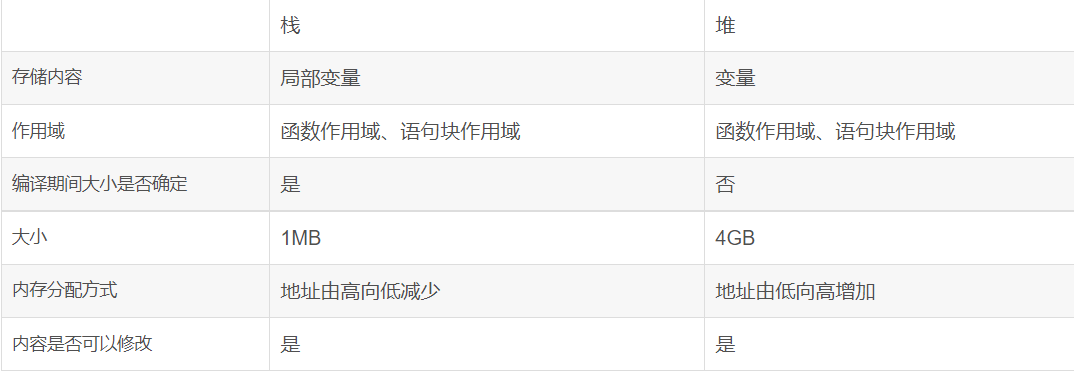 栈 堆
存储内容 局部变量 变量
作用域 函数作用域、语句块作用域 函数作用域、语句块作用域
编译期间大小是否确定 是 否
大小 1MB 4GB
内存分配方式 地址由高向低减少 地址由低向高增加
内容是否可以修改 是 是